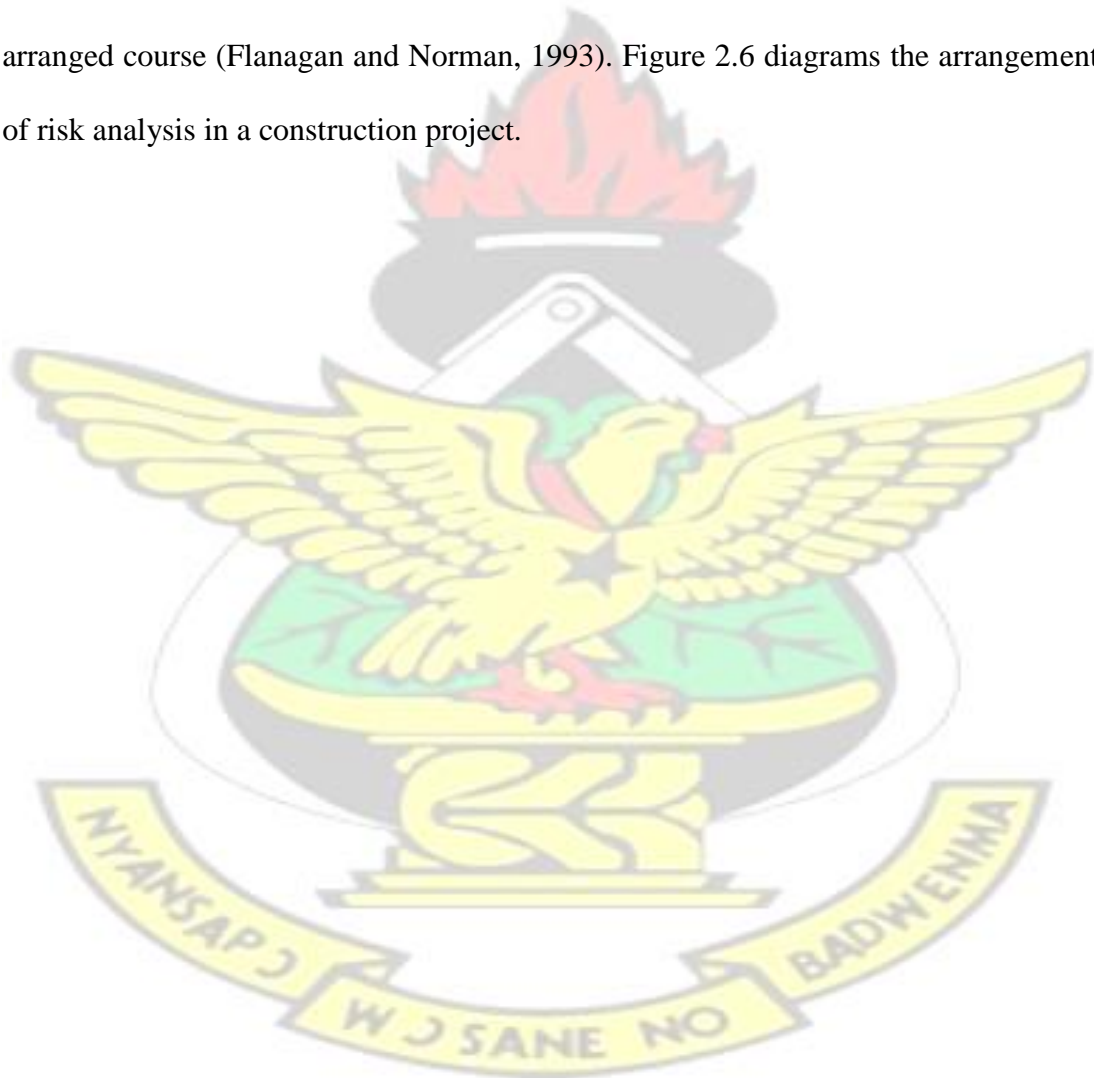 arranged course (Flanagan and Norman, 1993). Figure 2.6 diagrams the arrangement
of risk analysis in a construction project.
NYANSAPƆ
WƆ SANE NO
BADWENMA